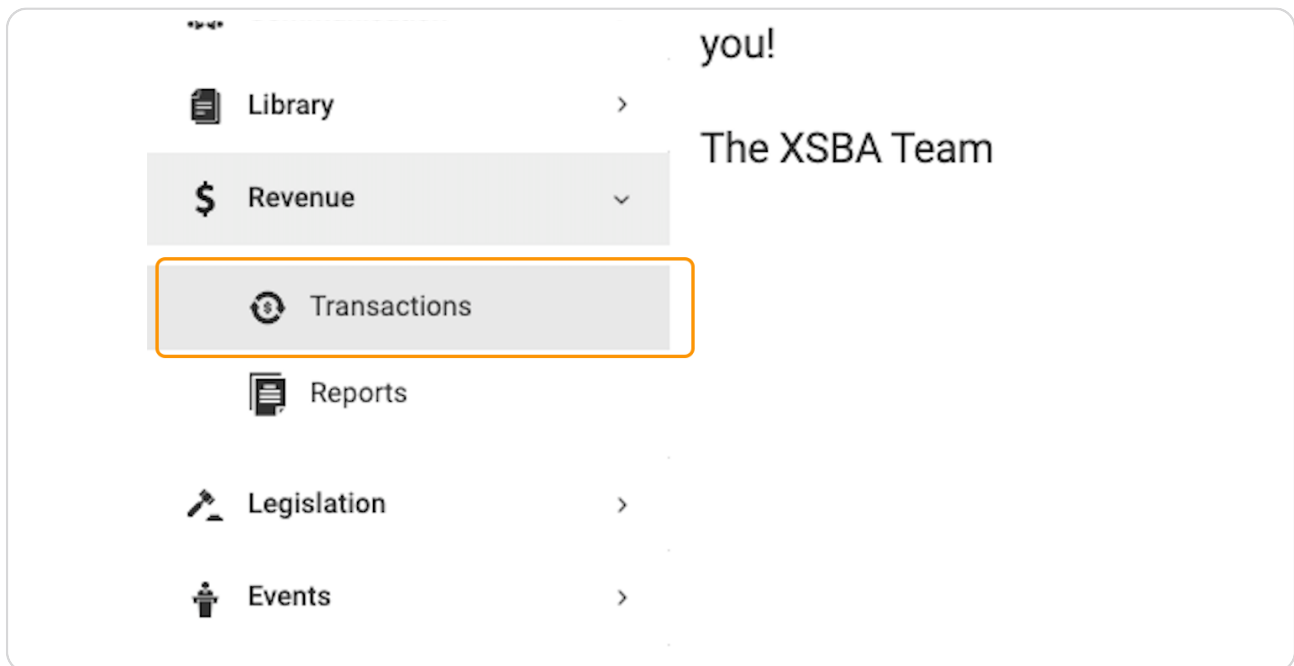 you!
Library
The XSBA Team
Revenue
Transactions
Reports
Legislation
Events